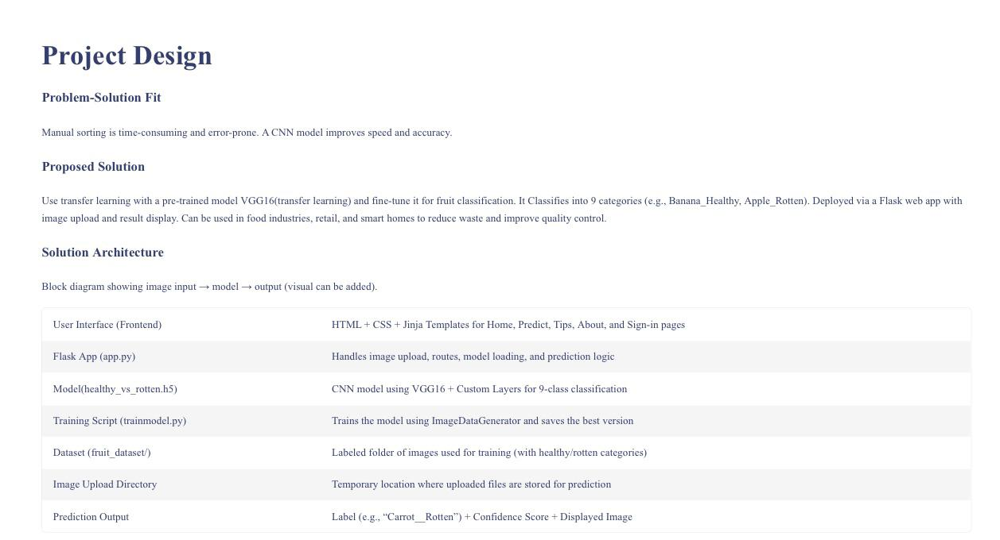 Project Design
Problem-Solution Fit
Manual sorting is time-consuming and error-prone. A CNN model improves speed and accuracy.
Proposed Solution
Use transfer learning with a pre-trained model VGG16(transfer learning) and fine-tune it for fruit classification. It Classifies into 9 categories (e.g., Banana_Healthy, Apple_Rotten). Deployed via a Flask web app with
image upload and result display. Can be used in food industries, retail, and smart homes to reduce waste and improve quality control.
Solution Architecture
Block diagram showing image input → model → output (visual can be added).
User Interface (Frontend) HTML + CSS + Jinja Templates for Home, Predict, Tips, About, and Sign-in pages
Flask App (app.py) Handles image upload, routes, model loading, and prediction logic
Model(healthy_vs_rotten.h5) CNN model using VGG16 + Custom Layers for 9-class classification
Training Script (trainmodel.py) Trains the model using ImageDataGenerator and saves the best version
Dataset (fruit_dataset/) Labeled folder of images used for training (with healthy/rotten categories)
Image Upload Directory Temporary location where uploaded files are stored for prediction
Prediction Output Label (e.g., “Carrot__Rotten”) + Confidence Score + Displayed Image